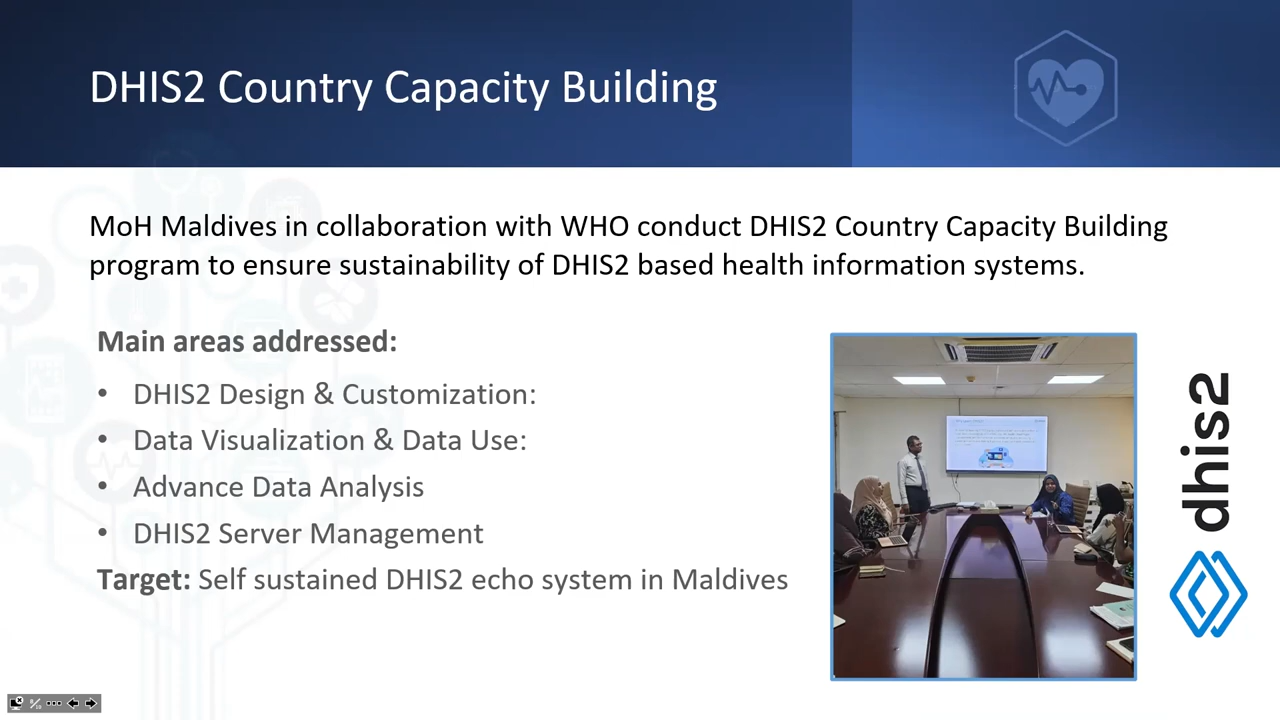 DHIS2 Country Capacity Building
MoH Maldives in collaboration with WHO conduct DHIS2 Country Capacity Building
program to ensure sustainability of DHIS2 based health information systems.
Main areas addressed:
• DHIS2 Design & Customization:
• Data Visualization & Data Use:
• Advance Data Analysis
• DHIS2 Server Management
Target: Self sustained DHIS2 echo system in Maldives
dhis2